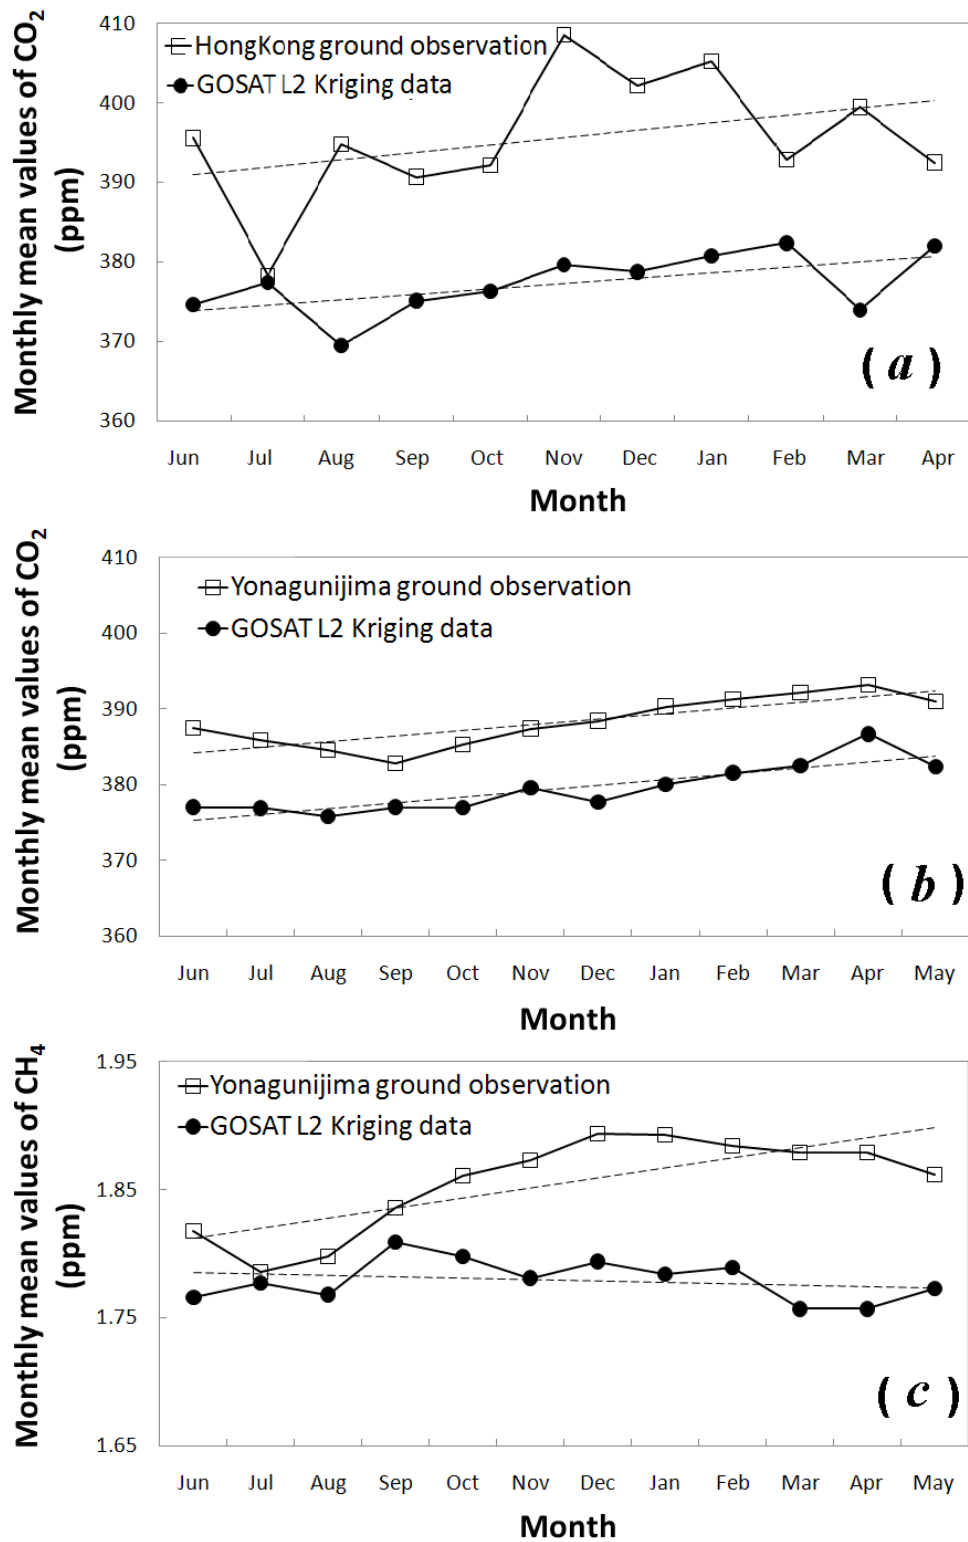 Monthly mean values of CO2
(ppm)
410
400
390
380
370
360
HongKong ground observation
GOSAT L2 Kriging data
( a )
Jun Jul Aug Sep Oct Nov Dec Jan Feb Mar Apr
Month
Monthly mean values of CO2
(ppm)
410
400
390
380
370
360
Yonagunijima ground observation
GOSAT L2 Kriging data
( b )
Jun Jul Aug Sep Oct Nov Dec Jan Feb Mar Apr May
Month
Monthly mean values of CH4
(ppm)
1.95
1.85
1.75
1.65
Yonagunijima ground observation
GOSAT L2 Kriging data
( c )
Jun Jul Aug Sep Oct Nov Dec Jan Feb Mar Apr May
Month